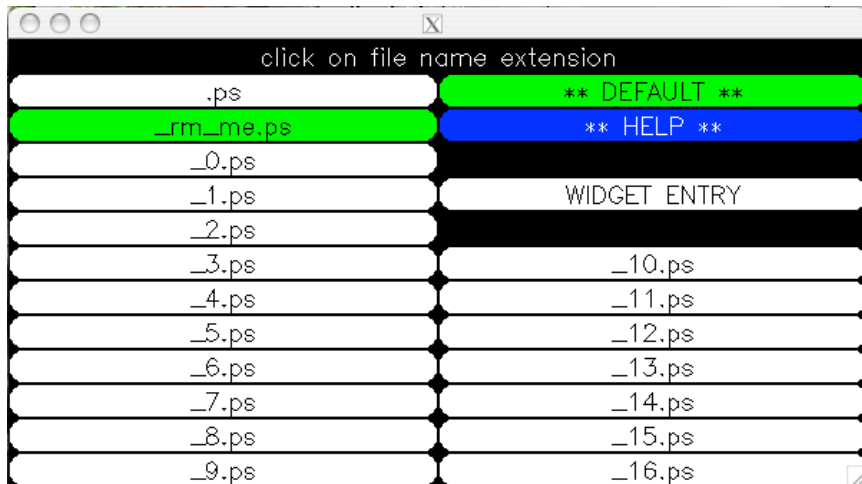 X
click on file name extension
.ps
** DEFAULT **
_rm_me.ps
** HELP **
_0.ps
_1.ps
WIDGET ENTRY
_2.ps
_3.ps
_10.ps
_4.ps
_11.ps
_5.ps
_12.ps
_6.ps
_13.ps
_7.ps
_14.ps
_8.ps
_15.ps
_9.ps
_16.ps